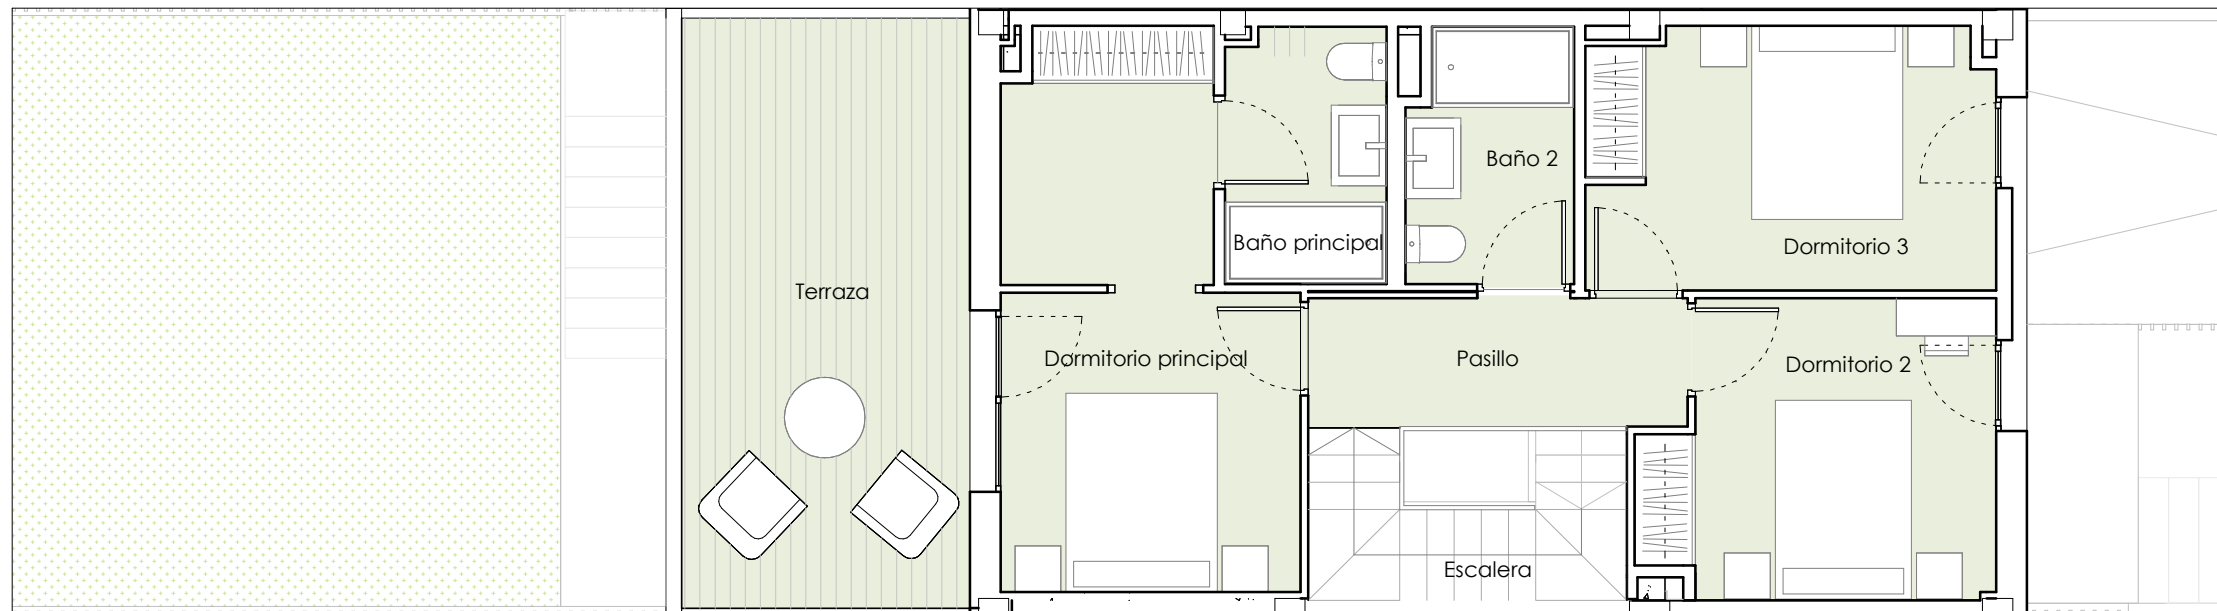 Baño 2
Baño principal
Dormitorio 3
Terraza
Dormitorio principal
Pasillo
Dormitorio 2
Escalera